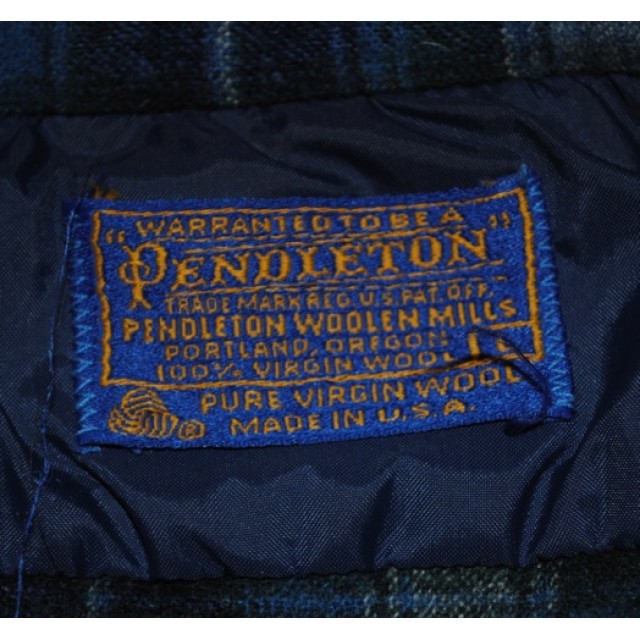 WARRANTED TO BE A
"PENDLETON"
TRADE MARK REG. U.S. PAT. OFF.
PENDLETON WOOLEN MILLS
PORTLAND, OREGON
100% VIRGIN WOOL
PURE VIRGIN WOOL
®
MADE IN U.S.A.